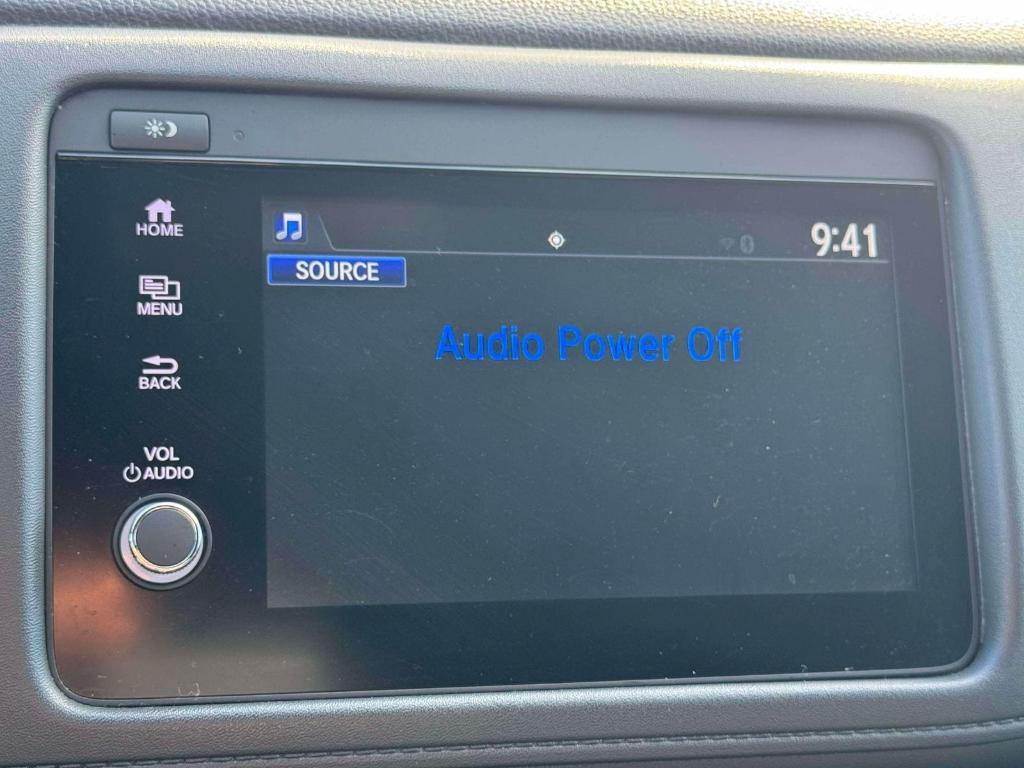 HOME
MENU
BACK
VOL
AUDIO
9:41
SOURCE
Audio Power Off